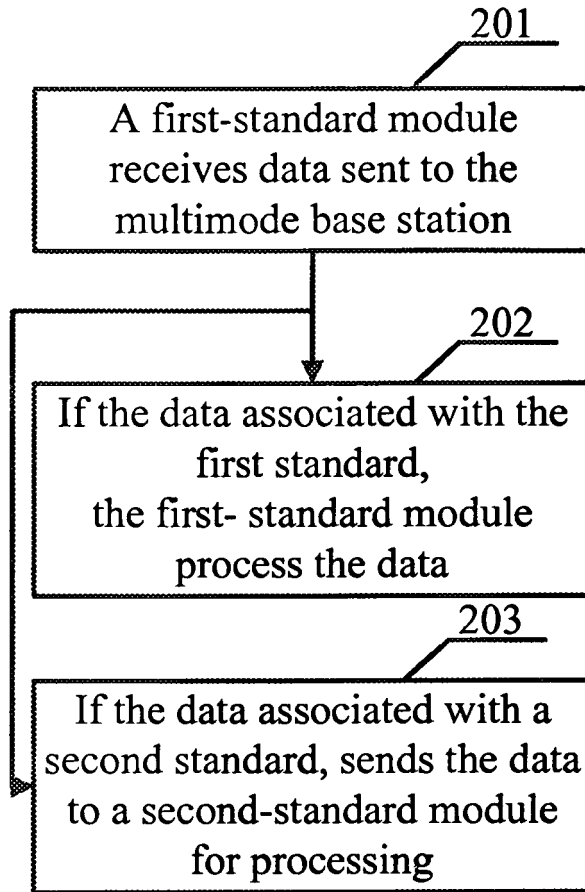 201
A first-standard module
receives data sent to the
multimode base station
202
If the data associated with the
first standard,
the first- standard module
process the data
203
If the data associated with a
second standard, sends the data
to a second-standard module
for processing